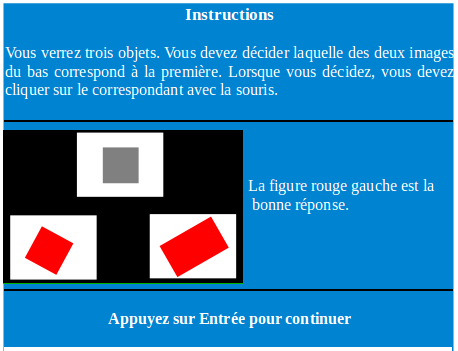 Instructions
Vous verrez trois objets. Vous devez décider laquelle des deux images
du bas correspond à la première. Lorsque vous décidez, vous devez
cliquer sur le correspondant avec la souris.
La figure rouge gauche est la
bonne réponse.
Appuyez sur Entrée pour continuer